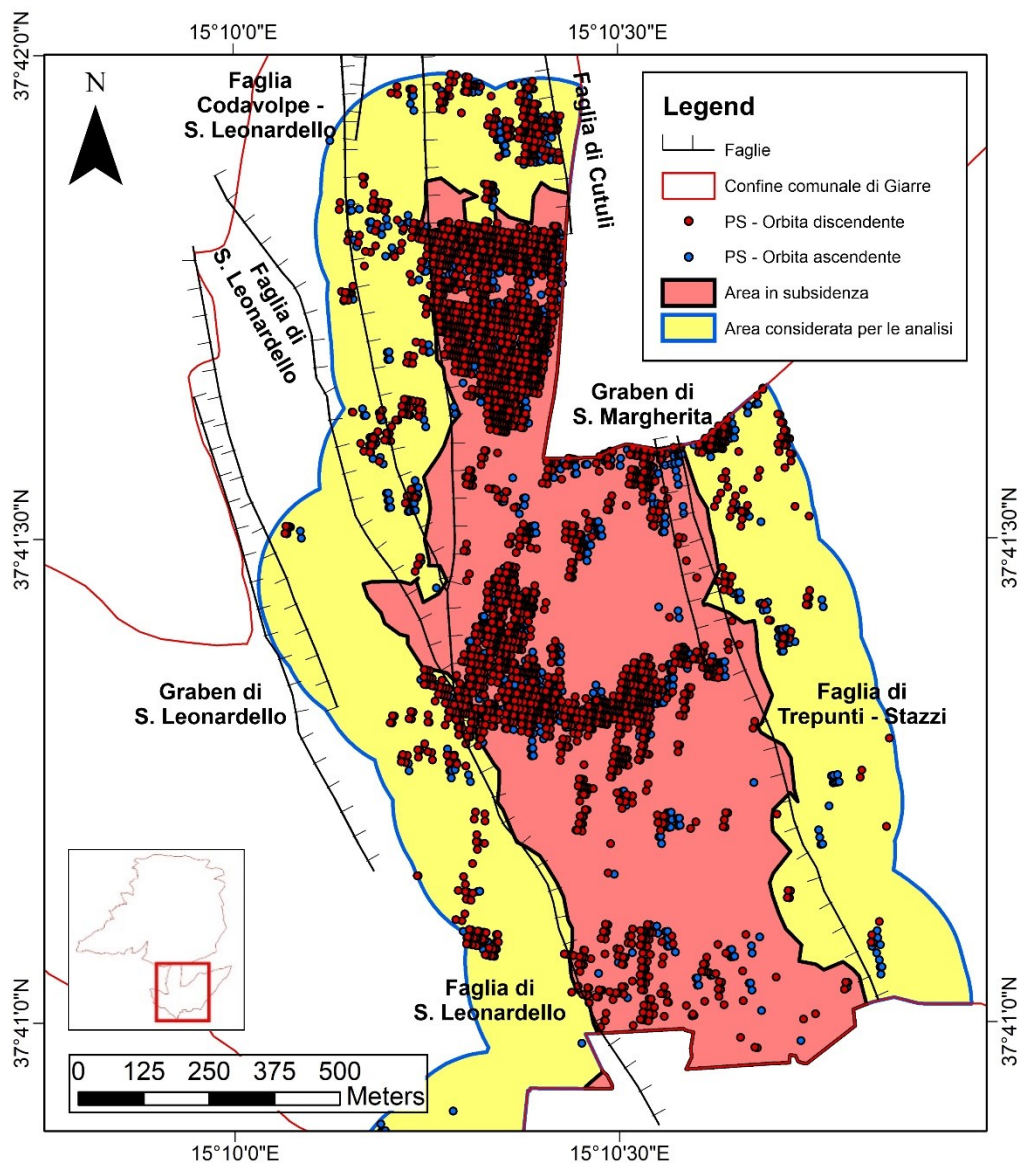 15°10'0"E
15°10'30"E
37°42'0"N
N
Faglia
Codavolpe -
S. Leonardello
Faglia di Cutuli
Legend
Faglie
Confine comunale di Giarre
PS - Orbita discendente
PS - Orbita ascendente
Area in subsidenza
Area considerata per le analisi
Faglia di
S. Leonardello
Graben di
S. Margherita
37°41'30"N
37°41'30"N
Graben di
S. Leonardello
Faglia di
Trepunti - Stazzi
Faglia di
S. Leonardello
37°41'0"N
37°41'0"N
0 125 250 375 500
Meters
15°10'0"E
15°10'30"E